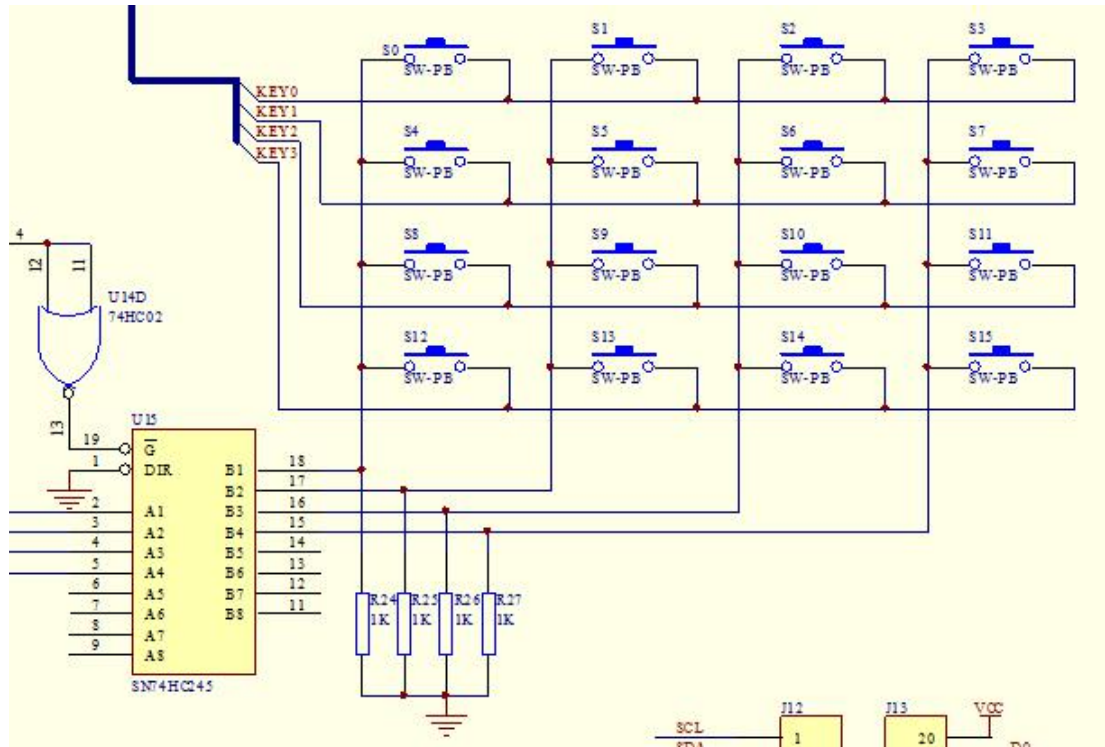 S0 S1 S2 S3
SW-PB SW-PB SW-PB SW-PB
KEY0
KEY1
KEY2
KEY3
S4 S5 S6 S7
SW-PB SW-PB SW-PB SW-PB
4
12 11
S8 S9 S10 S11
SW-PB SW-PB SW-PB SW-PB
U14D
74HC02
S12 S13 S14 S15
SW-PB SW-PB SW-PB SW-PB
13
U15
19 G
1 DIR B1 18
B2 17
2 A1 B3 16
3 A2 B4 15
4 A3 B5 14
5 A4 B6 13
6 A5 B7 12
7 A6 B8 11
8 A7
9 A8
SN74HC245
R24 R25 R26 R27
1K 1K 1K 1K
J12 J13 VCC
SCL 1 20
SDA D0